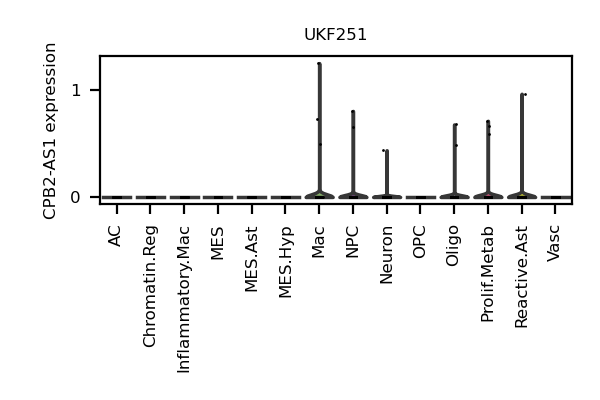 UKF251
CPB2-AS1 expression
1
0
AC
Chromatin.Reg
Inflammatory.Mac
MES
MES.Ast
MES.Hyp
Mac
NPC
Neuron
OPC
Oligo
Prolif.Metab
Reactive.Ast
Vasc